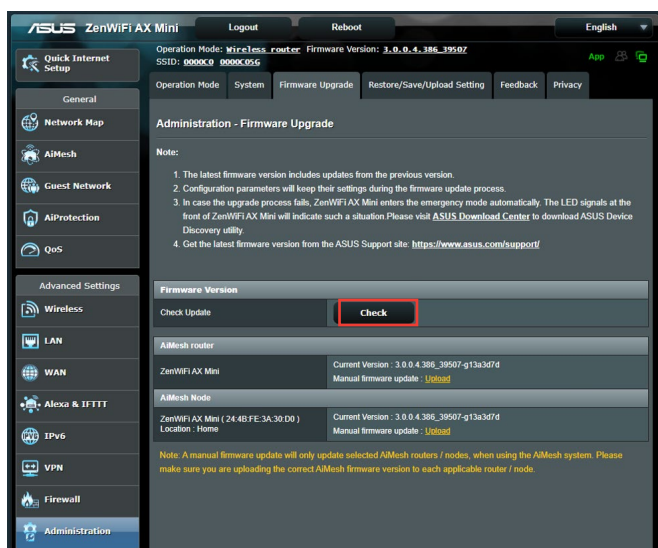 ASUS ZenWiFi AX Mini Logout Reboot English
Quick Internet Setup
Operation Mode: Wireless router Firmware Version: 3.0.0.4.386_39507
SSID: 0000C0 0000C05G
App
Operation Mode System Firmware Upgrade Restore/Save/Upload Setting Feedback Privacy
General
Network Map
AiMesh
Guest Network
AiProtection
QoS
Advanced Settings
Wireless
LAN
WAN
Alexa & IFTTT
IPv6
VPN
Firewall
Administration
Administration - Firmware Upgrade
Note:
1. The latest firmware version includes updates from the previous version.
2. Configuration parameters will keep their settings during the firmware update process.
3. In case the upgrade process fails, ZenWiFi AX Mini enters the emergency mode automatically. The LED signals at the
front of ZenWiFi AX Mini will indicate such a situation.Please visit ASUS Download Center to download ASUS Device
Discovery utility.
4. Get the latest firmware version from the ASUS Support site: https://www.asus.com/support/
Firmware Version
Check Update Check
AiMesh router
ZenWiFi AX Mini
Current Version : 3.0.0.4.386_39507-g13a3d7d
Manual firmware update : Upload
AiMesh Node
ZenWiFi AX Mini ( 24:4B:FE:3A:30:D0 )
Location : Home
Current Version : 3.0.0.4.386_39507-g13a3d7d
Manual firmware update : Upload
Note: A manual firmware update will only update selected AiMesh routers / nodes, when using the AiMesh system. Please
make sure you are uploading the correct AiMesh firmware version to each applicable router / node.